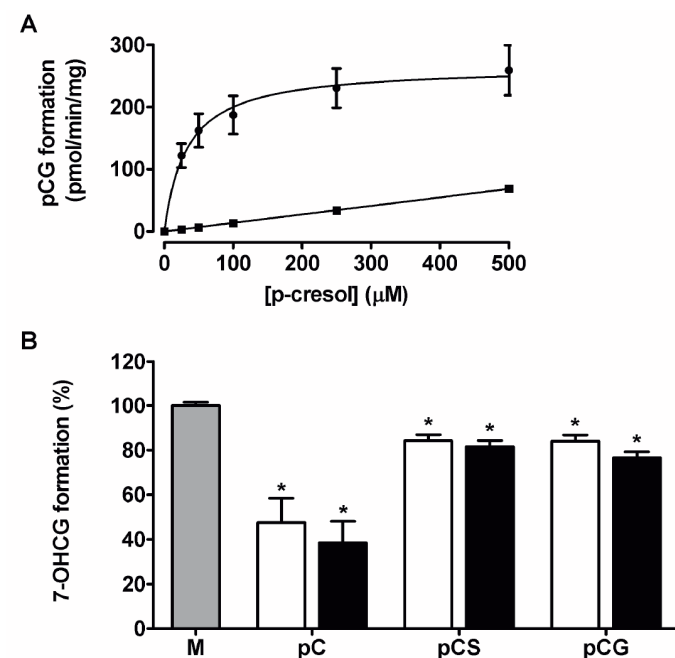 A
pCG formation
(pmol/min/mg)
300
200
100
0
0 100 200 300 400 500
[p-cresol] (μM)
B
7-OHCG formation (%)
120
100
80
60
40
20
0
* * * * * *
M pC pCS pCG